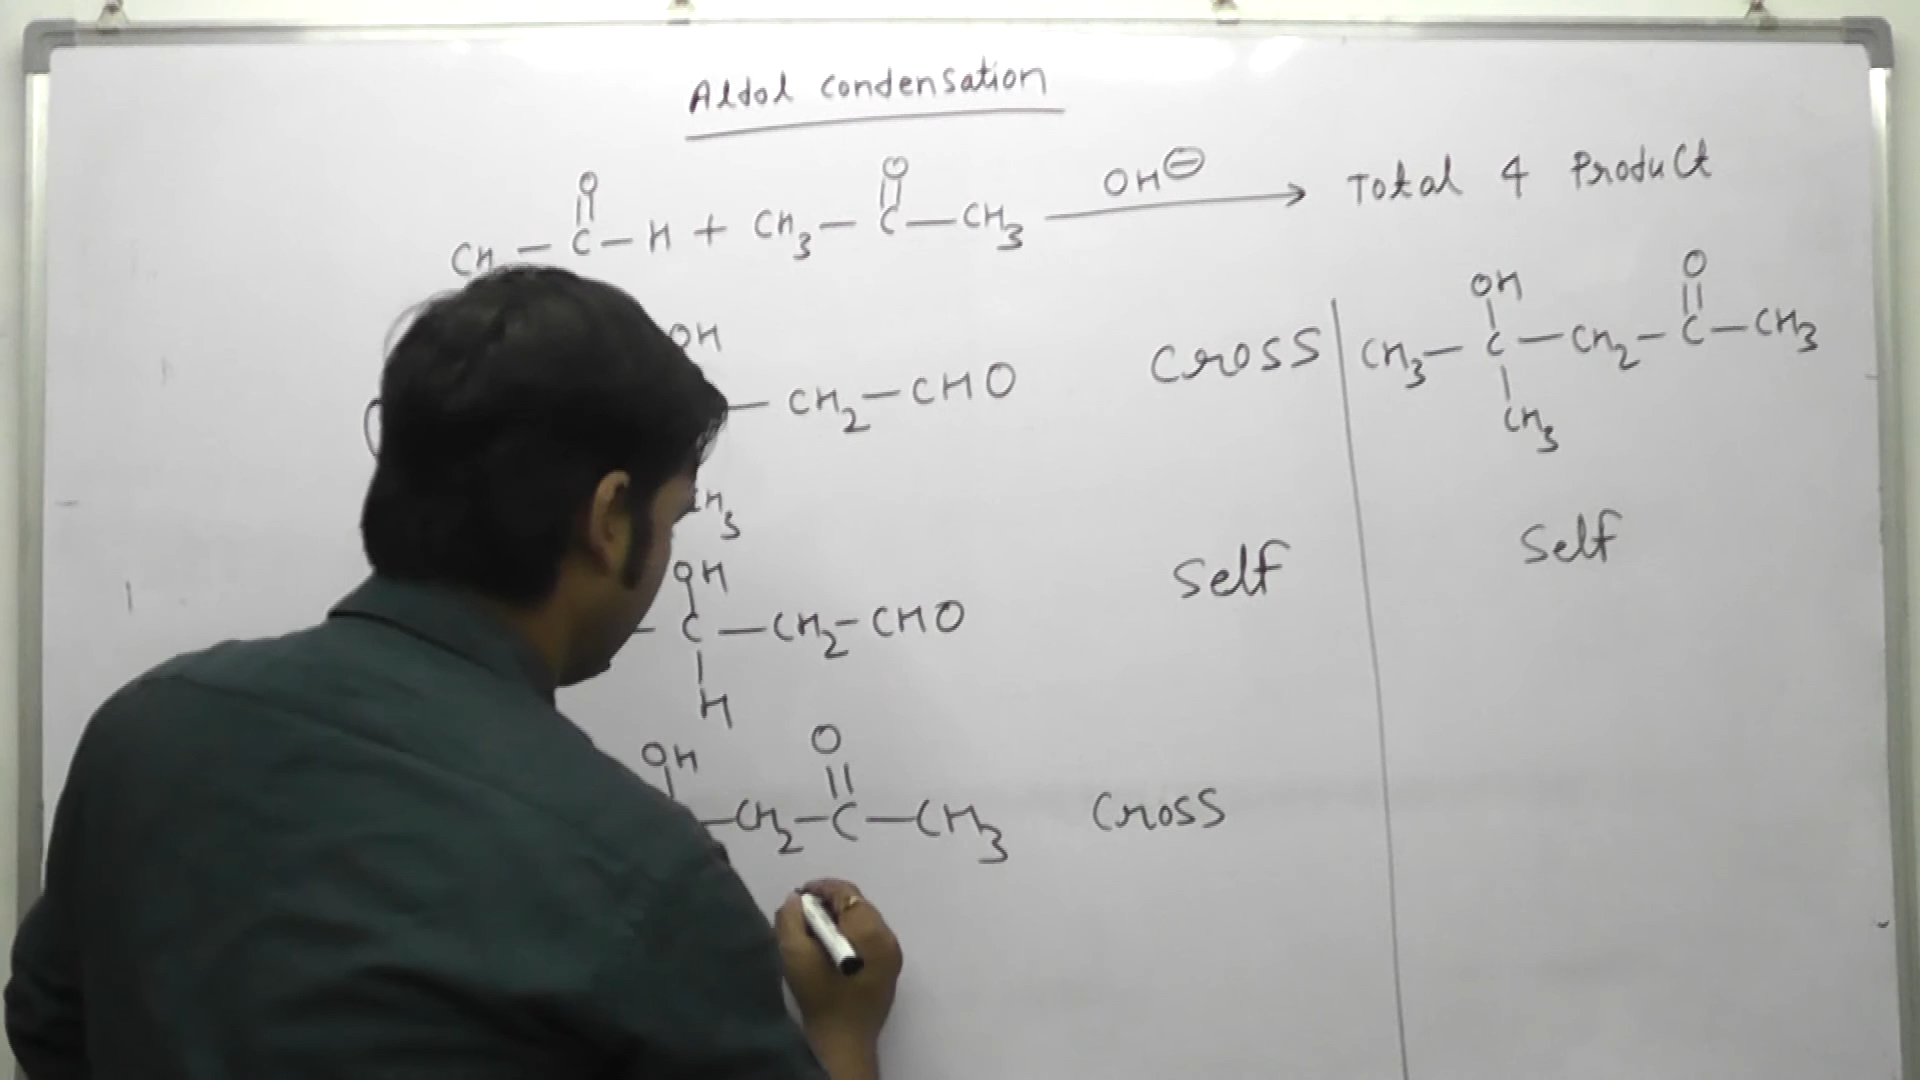 Aldol condensation
O O
CH — C — H + CH3 — C — CH3 OH⊖ → Total 4 Product
OH
— CH2 — CHO Cross
H3
OH
— C — CH2 — CHO Self
H
OH O
— CH2 — C — CH3 Cross
OH O
CH3 — C — CH2 — C — CH3
CH3
Self